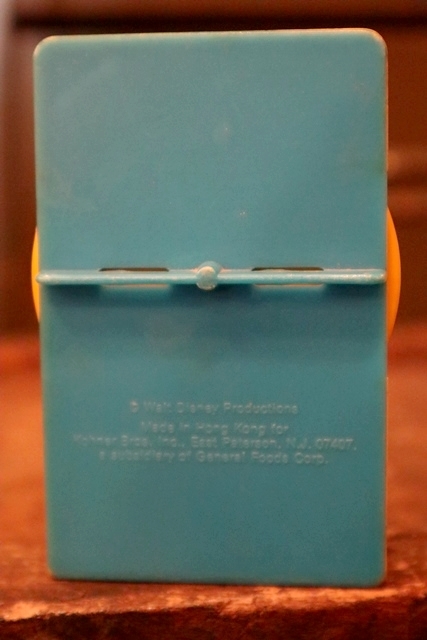 © Walt Disney Productions
Made in Hong Kong for
Kohner Bros. Inc., East Paterson, N.J. 07407,
a subsidiary of General Foods Corp.